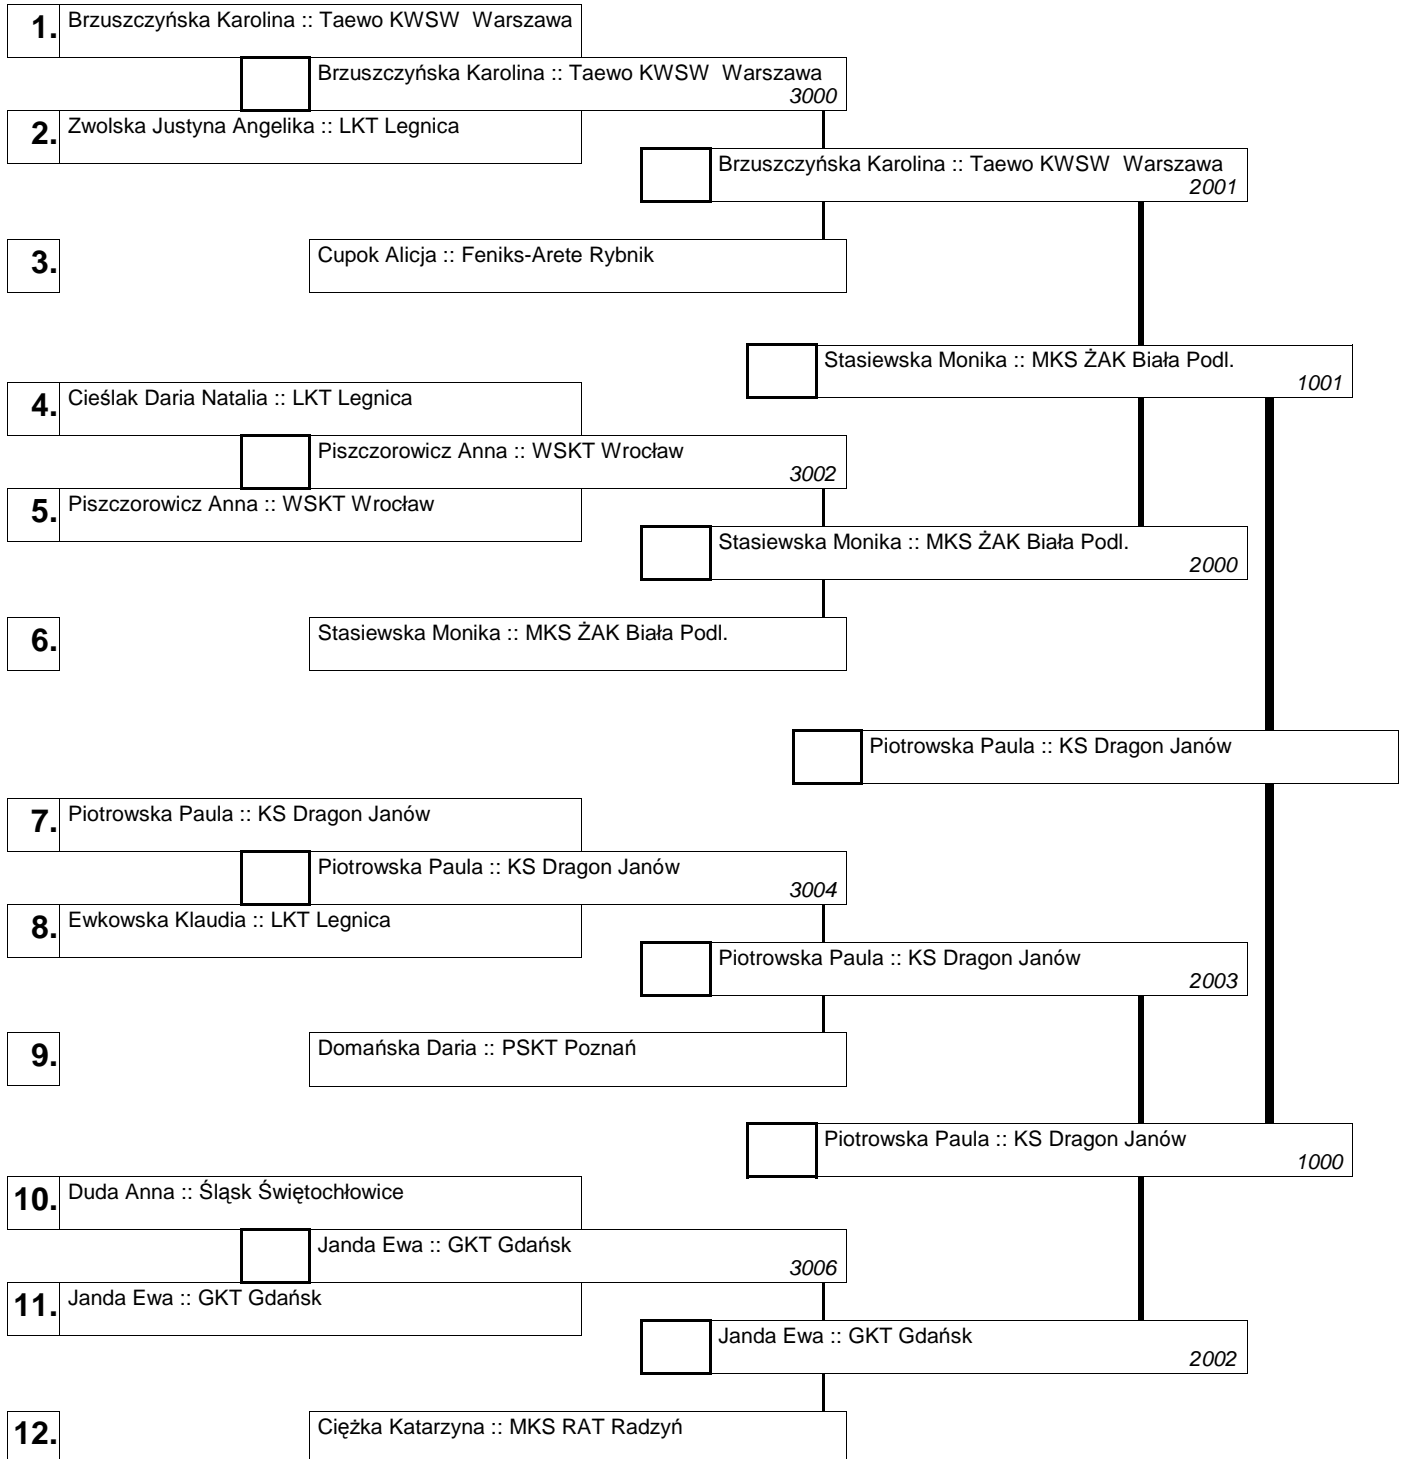 1. Brzuszczyńska Karolina :: Taewo KWSW  Warszawa
Brzuszczyńska Karolina :: Taewo KWSW  Warszawa
3000
2. Zwolska Justyna Angelika :: LKT Legnica
Brzuszczyńska Karolina :: Taewo KWSW  Warszawa
2001
3. Cupok Alicja :: Feniks-Arete Rybnik
Stasiewska Monika :: MKS ŻAK Biała Podl.
1001
4. Cieślak Daria Natalia :: LKT Legnica
Piszczorowicz Anna :: WSKT Wrocław
3002
5. Piszczorowicz Anna :: WSKT Wrocław
Stasiewska Monika :: MKS ŻAK Biała Podl.
2000
6. Stasiewska Monika :: MKS ŻAK Biała Podl.
Piotrowska Paula :: KS Dragon Janów
7. Piotrowska Paula :: KS Dragon Janów
Piotrowska Paula :: KS Dragon Janów
3004
8. Ewkowska Klaudia :: LKT Legnica
Piotrowska Paula :: KS Dragon Janów
2003
9. Domańska Daria :: PSKT Poznań
Piotrowska Paula :: KS Dragon Janów
1000
10. Duda Anna :: Śląsk Świętochłowice
Janda Ewa :: GKT Gdańsk
3006
11. Janda Ewa :: GKT Gdańsk
Janda Ewa :: GKT Gdańsk
2002
12. Ciężka Katarzyna :: MKS RAT Radzyń